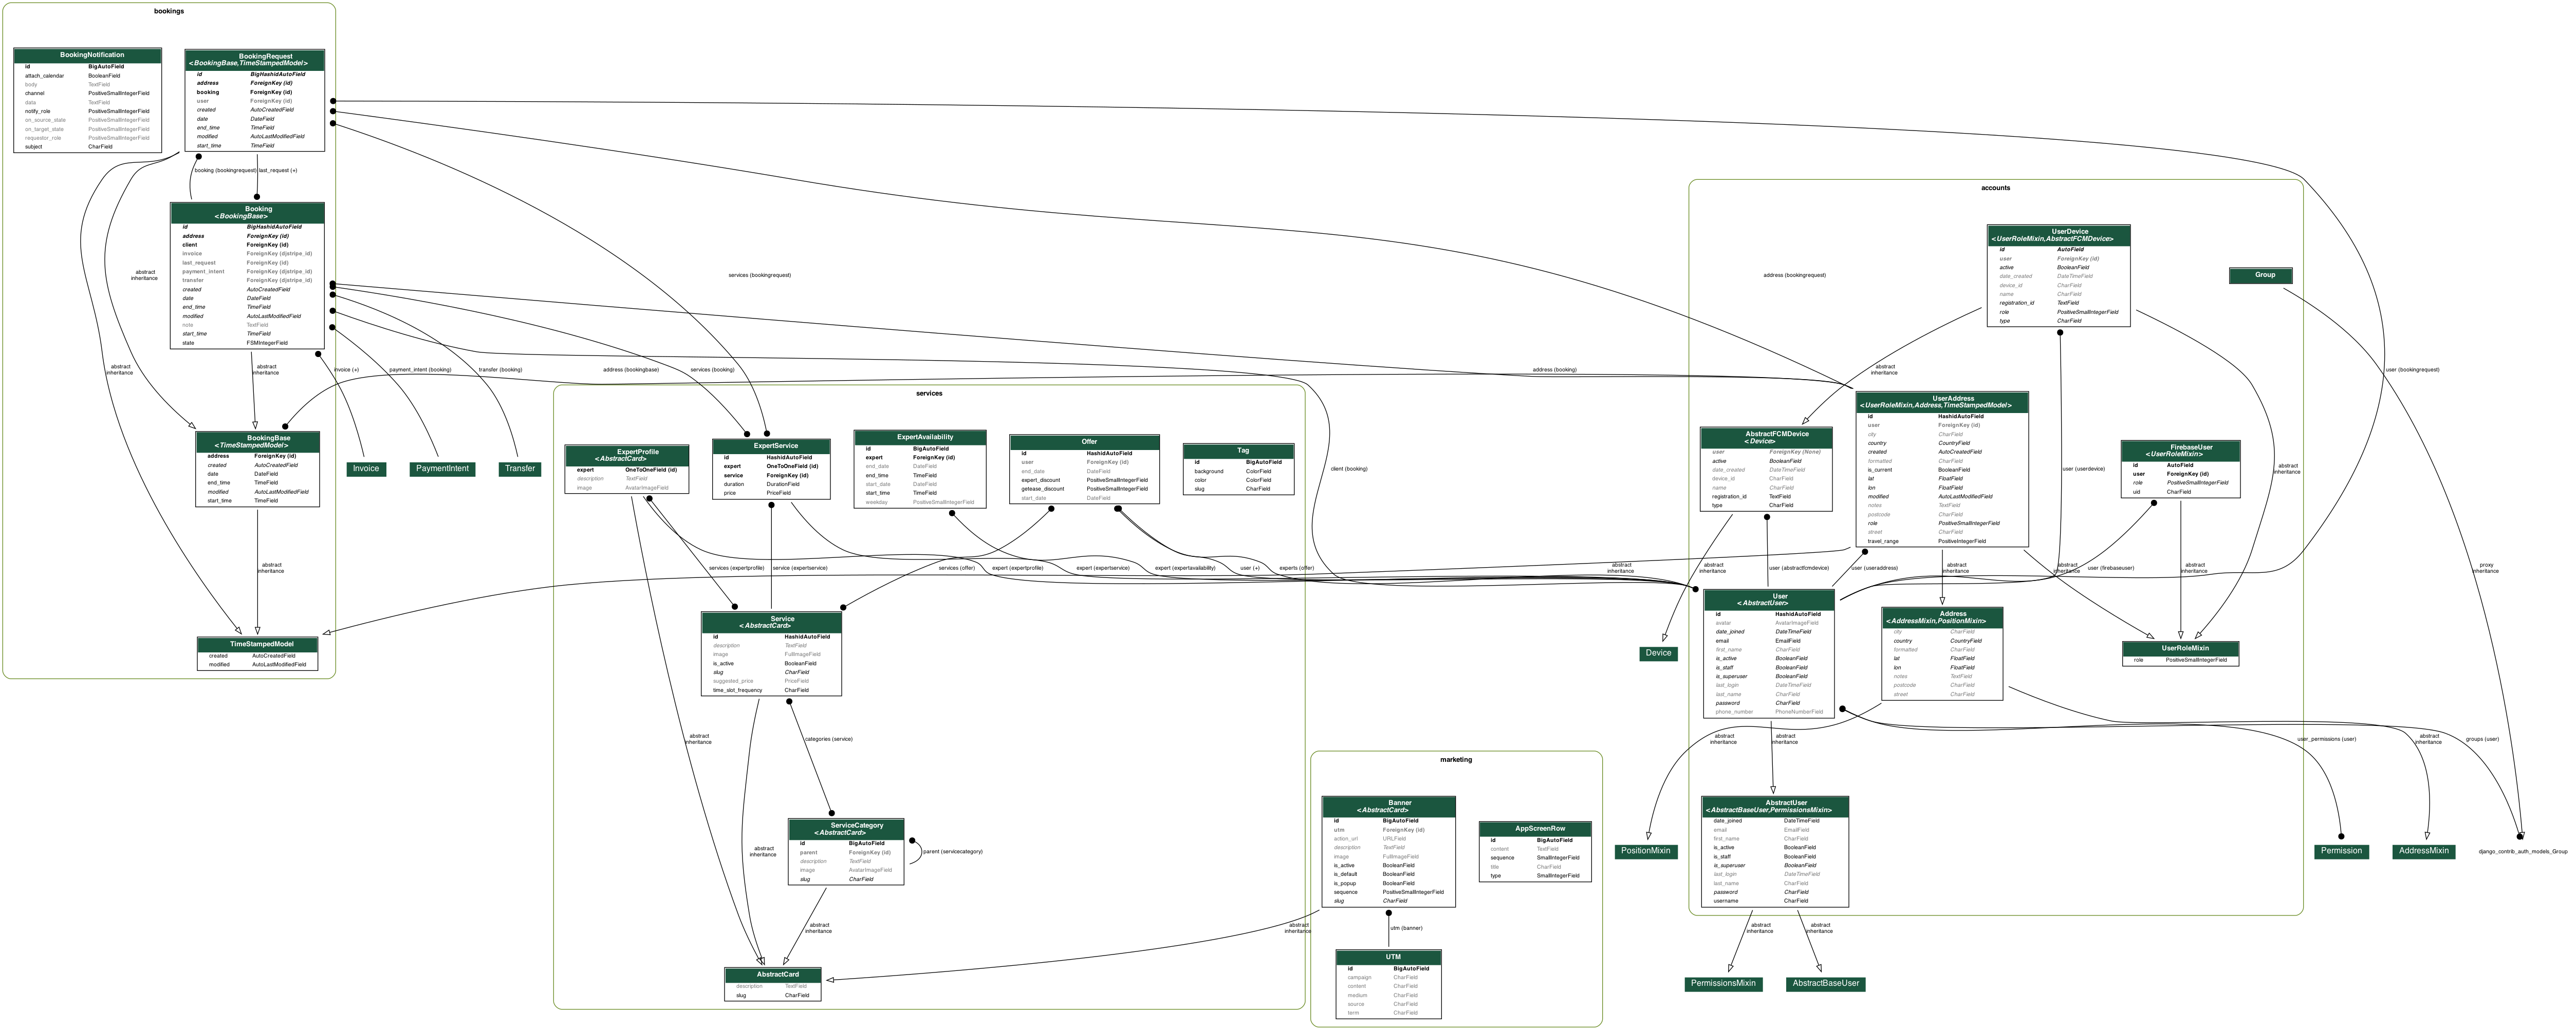 bookings
BookingNotification
id BigAutoField
attach_calendar BooleanField
body TextField
channel PositiveSmallIntegerField
data TextField
notify_role PositiveSmallIntegerField
on_source_state PositiveSmallIntegerField
on_target_state PositiveSmallIntegerField
requestor_role PositiveSmallIntegerField
subject CharField
BookingRequest
<BookingBase,TimeStampedModel>
id BigHashidAutoField
address ForeignKey (id)
booking ForeignKey (id)
user ForeignKey (id)
created AutoCreatedField
date DateField
end_time TimeField
modified AutoLastModifiedField
start_time TimeField
booking (bookingrequest)
last_request (+)
Booking
<BookingBase>
id BigHashidAutoField
address ForeignKey (id)
client ForeignKey (id)
invoice ForeignKey (djstripe_id)
last_request ForeignKey (id)
payment_intent ForeignKey (djstripe_id)
transfer ForeignKey (djstripe_id)
created AutoCreatedField
date DateField
end_time TimeField
modified AutoLastModifiedField
note TextField
start_time TimeField
state FSMIntegerField
abstract
inheritance
abstract
inheritance
abstract
inheritance
invoice (+)
payment_intent (booking)
transfer (booking)
address (bookingbase)
services (booking)
services (bookingrequest)
address (bookingrequest)
address (booking)
client (booking)
user (bookingrequest)
BookingBase
<TimeStampedModel>
address ForeignKey (id)
created AutoCreatedField
date DateField
end_time TimeField
modified AutoLastModifiedField
start_time TimeField
Invoice
PaymentIntent
Transfer
abstract
inheritance
TimeStampedModel
created AutoCreatedField
modified AutoLastModifiedField
services
ExpertProfile
<AbstractCard>
expert OneToOneField (id)
description TextField
image AvatarImageField
ExpertService
id HashidAutoField
expert OneToOneField (id)
service ForeignKey (id)
duration DurationField
price PriceField
ExpertAvailability
id BigAutoField
expert ForeignKey (id)
end_date DateField
end_time TimeField
start_date DateField
start_time TimeField
weekday PositiveSmallIntegerField
Offer
id HashidAutoField
user ForeignKey (id)
end_date DateField
expert_discount PositiveSmallIntegerField
getease_discount PositiveSmallIntegerField
start_date DateField
Tag
id BigAutoField
background ColorField
color ColorField
slug CharField
services (expertprofile)
service (expertservice)
services (offer)
expert (expertprofile)
expert (expertservice)
expert (expertavailability)
user (+)
experts (offer)
Service
<AbstractCard>
id HashidAutoField
description TextField
image FullImageField
is_active BooleanField
slug CharField
suggested_price PriceField
time_slot_frequency CharField
abstract
inheritance
categories (service)
ServiceCategory
<AbstractCard>
id BigAutoField
parent ForeignKey (id)
description TextField
image AvatarImageField
slug CharField
parent (servicecategory)
abstract
inheritance
abstract
inheritance
AbstractCard
description TextField
slug CharField
marketing
Banner
<AbstractCard>
id BigAutoField
utm ForeignKey (id)
action_url URLField
description TextField
image FullImageField
is_active BooleanField
is_default BooleanField
is_popup BooleanField
sequence PositiveSmallIntegerField
slug CharField
AppScreenRow
id BigAutoField
content TextField
sequence SmallIntegerField
title CharField
type SmallIntegerField
abstract
inheritance
utm (banner)
UTM
id BigAutoField
campaign CharField
content CharField
medium CharField
source CharField
term CharField
accounts
UserDevice
<UserRoleMixin,AbstractFCMDevice>
id AutoField
user ForeignKey (id)
active BooleanField
date_created DateTimeField
device_id CharField
name CharField
registration_id TextField
role PositiveSmallIntegerField
type CharField
Group
abstract
inheritance
AbstractFCMDevice
<Device>
user ForeignKey (None)
active BooleanField
date_created DateTimeField
device_id CharField
name CharField
registration_id TextField
type CharField
UserAddress
<UserRoleMixin,Address,TimeStampedModel>
id HashidAutoField
user ForeignKey (id)
city CharField
country CountryField
created AutoCreatedField
formatted CharField
is_current BooleanField
lat FloatField
lon FloatField
modified AutoLastModifiedField
notes TextField
postcode CharField
role PositiveSmallIntegerField
street CharField
travel_range PositiveIntegerField
user (userdevice)
FirebaseUser
<UserRoleMixin>
id AutoField
user ForeignKey (id)
role PositiveSmallIntegerField
uid CharField
abstract
inheritance
abstract
inheritance
abstract
inheritance
user (abstractfcmdevice)
user (useraddress)
abstract
inheritance
abstract
inheritance
user (firebaseuser)
abstract
inheritance
proxy
inheritance
Device
User
<AbstractUser>
id HashidAutoField
avatar AvatarImageField
date_joined DateTimeField
email EmailField
first_name CharField
is_active BooleanField
is_staff BooleanField
is_superuser BooleanField
last_login DateTimeField
last_name CharField
password CharField
phone_number PhoneNumberField
Address
<AddressMixin,PositionMixin>
city CharField
country CountryField
formatted CharField
lat FloatField
lon FloatField
notes TextField
postcode CharField
street CharField
UserRoleMixin
role PositiveSmallIntegerField
abstract
inheritance
abstract
inheritance
user_permissions (user)
abstract
inheritance
groups (user)
AbstractUser
<AbstractBaseUser,PermissionsMixin>
date_joined DateTimeField
email EmailField
first_name CharField
is_active BooleanField
is_staff BooleanField
is_superuser BooleanField
last_login DateTimeField
last_name CharField
password CharField
username CharField
PositionMixin
Permission
AddressMixin
django_contrib_auth_models_Group
abstract
inheritance
abstract
inheritance
PermissionsMixin
AbstractBaseUser